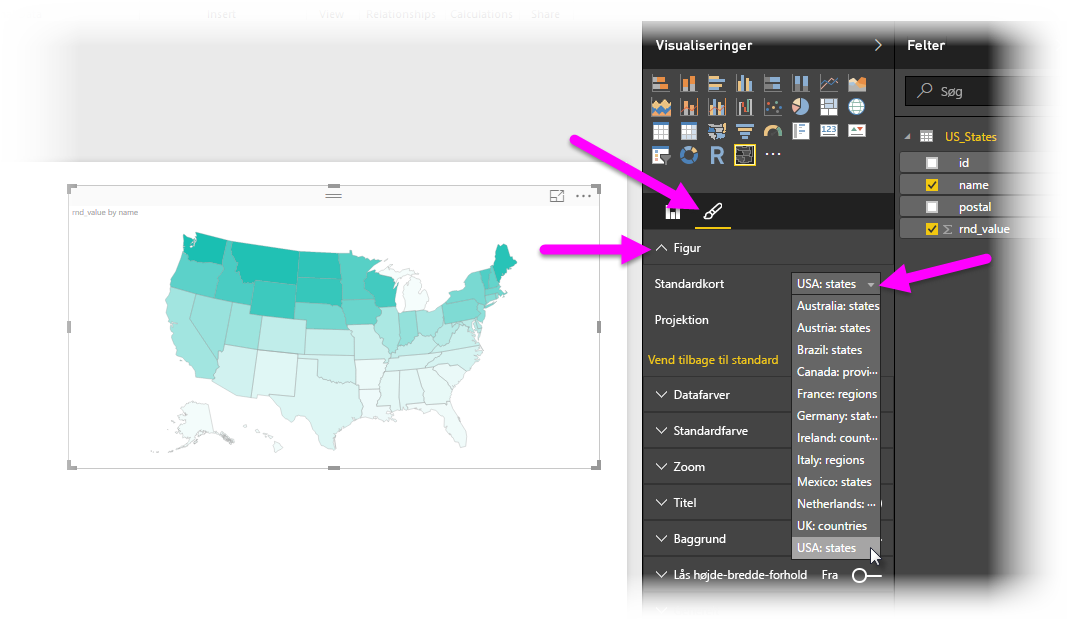 Insert View Relationships Calculations Share
Visualiseringer
Felter
Søg
R
123
US_States
id
name
postal
Σ rnd_value
rnd_value by name
Figur
Standardkort
USA: states
Australia: states
Austria: states
Projektion
Brazil: states
Vend tilbage til standard
Canada: provi...
France: regions
Datafarver
Germany: stat...
Standardfarve
Ireland: count...
Italy: regions
Zoom
Mexico: states
Titel
Netherlands: ...
UK: countries
Baggrund
USA: states
Lås højde-bredde-forhold Fra